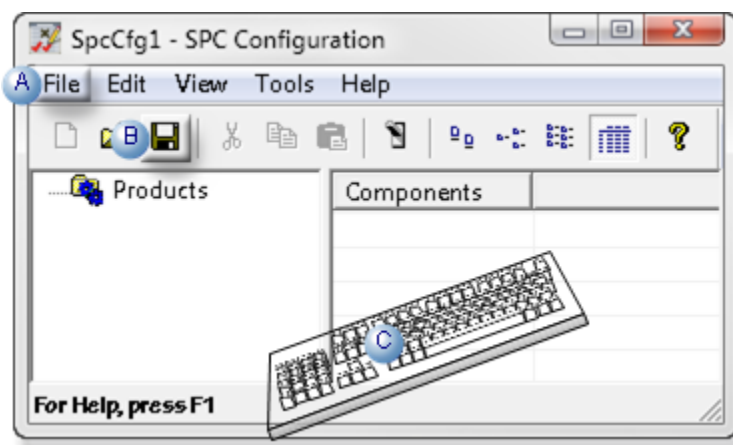 SpcCfg1 - SPC Configuration
A File Edit View Tools Help
B
Products
Components
C
For Help, press F1